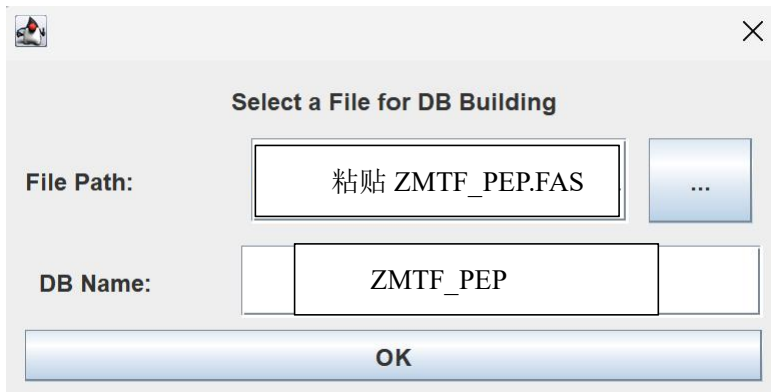 Select a File for DB Building
File Path: 粘贴 ZMTF_PEP.FAS ...
DB Name: ZMTF_PEP
OK